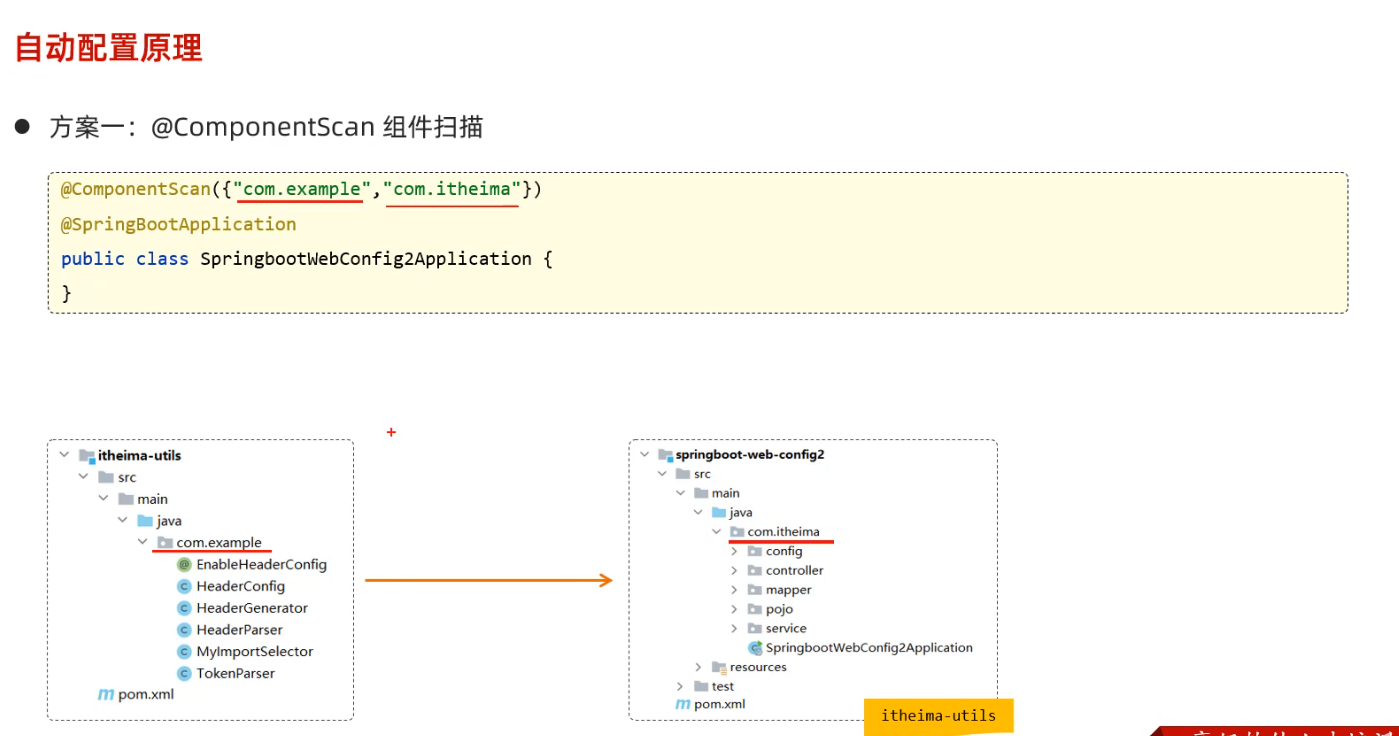 自动配置原理
方案一：@ComponentScan 组件扫描
@ComponentScan({"com.example","com.itheima"})
@SpringBootApplication
public class SpringbootWebConfig2Application {
}
itheima-utils
src
main
java
com.example
EnableHeaderConfig
HeaderConfig
HeaderGenerator
HeaderParser
MyImportSelector
TokenParser
pom.xml
springboot-web-config2
src
main
java
com.itheima
config
controller
mapper
pojo
service
SpringbootWebConfig2Application
resources
test
pom.xml
itheima-utils